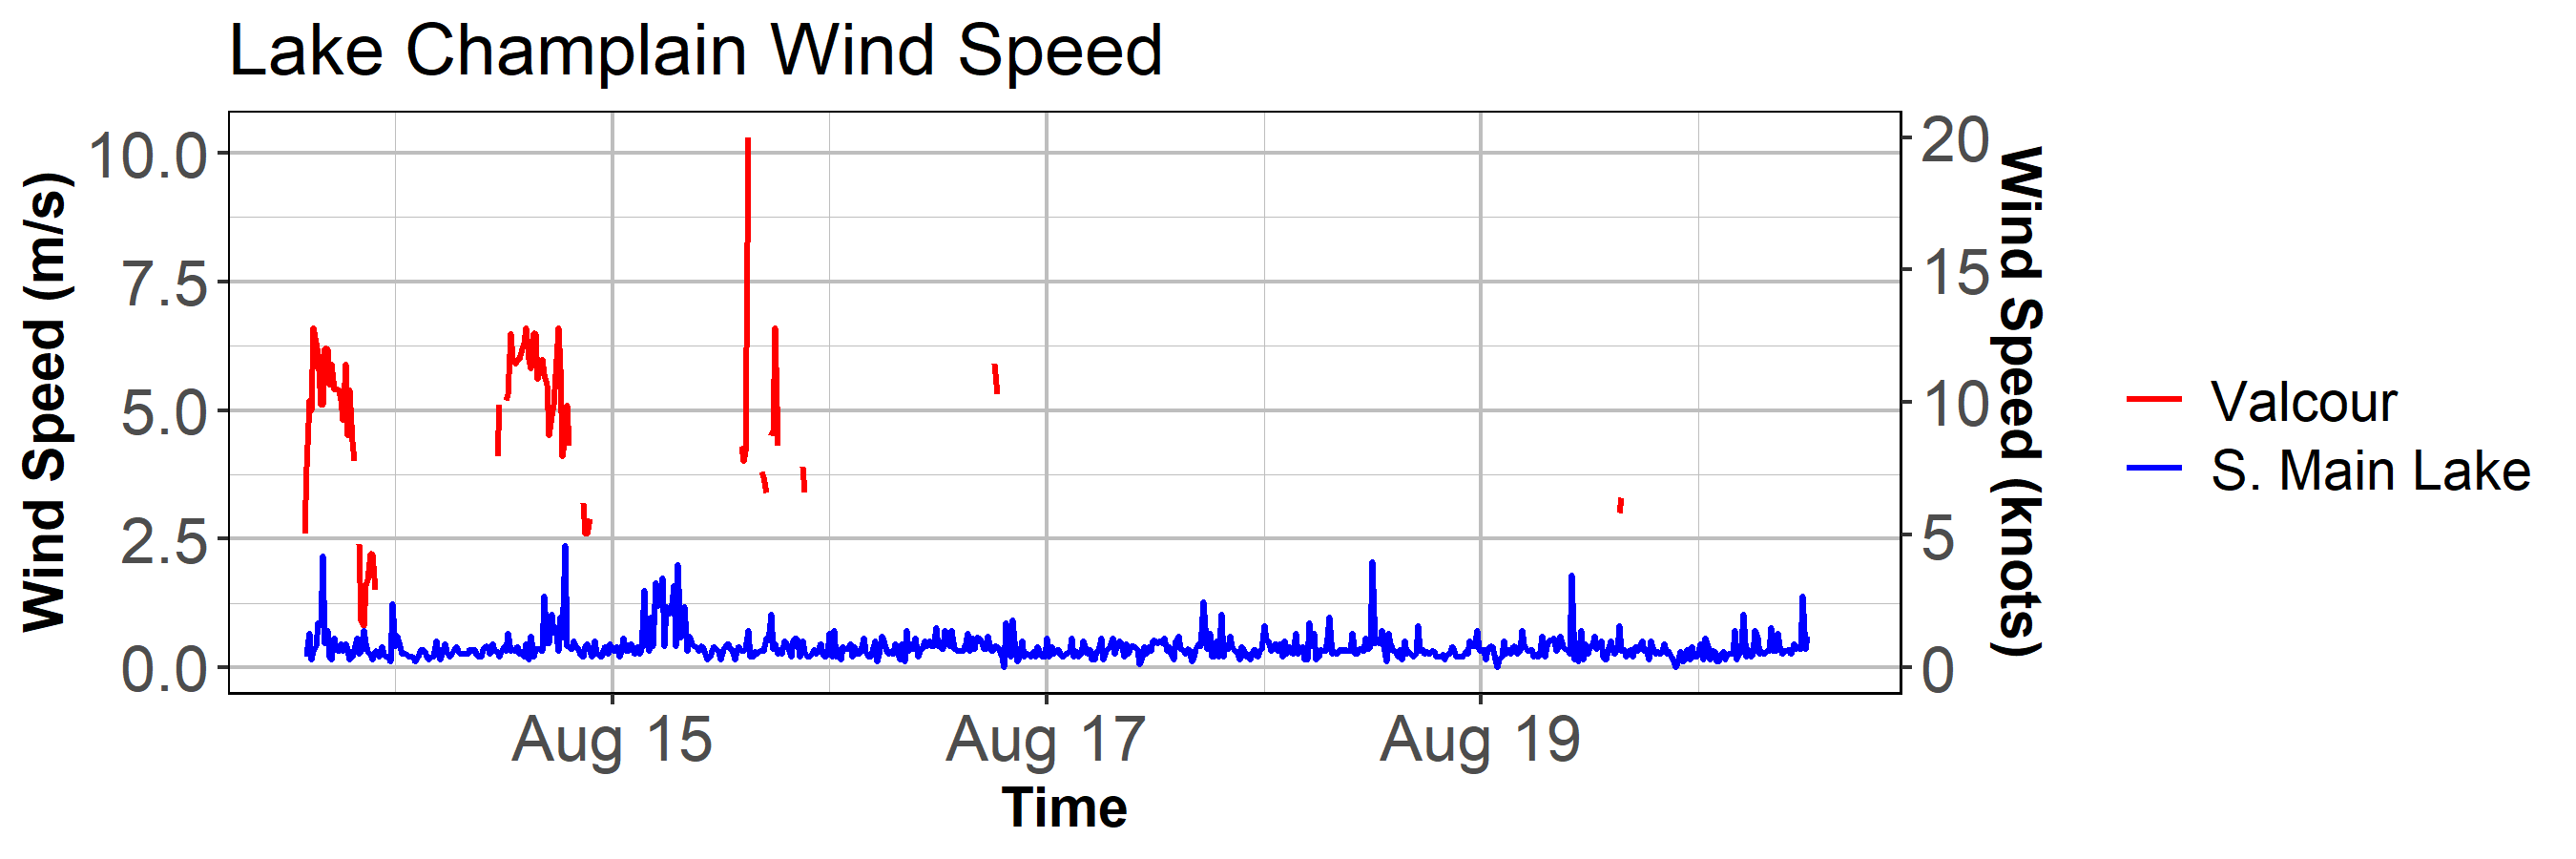 Lake Champlain Wind Speed
Wind Speed (m/s)
10.0
7.5
5.0
2.5
0.0
20
15
10
5
0
Wind Speed (knots)
Aug 15
Aug 17
Aug 19
Time
Valcour
S. Main Lake